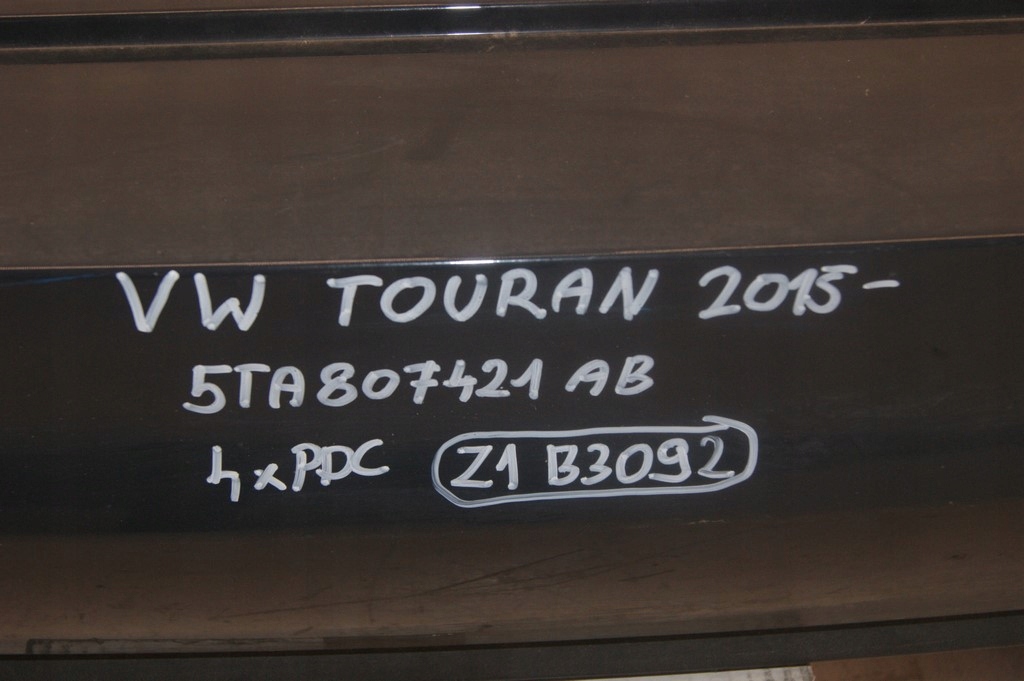 VW TOURAN 2015-
5TA807421AB
4xPDC Z1 B3092